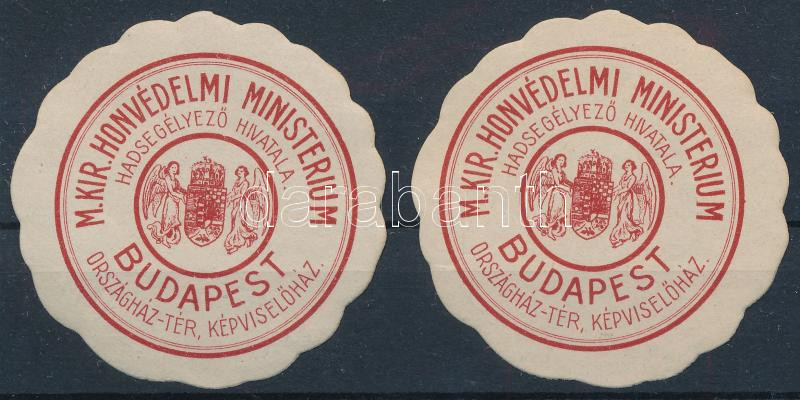 M. KIR. HONVÉDELMI MINISTERIUM
HADSEGÉLYEZŐ HIVATALA.
BUDAPEST
ORSZÁGHÁZ-TÉR, KÉPVISELŐHÁZ.
M. KIR. HONVÉDELMI MINISTERIUM
HADSEGÉLYEZŐ HIVATALA.
BUDAPEST
ORSZÁGHÁZ-TÉR, KÉPVISELŐHÁZ.
darabanth